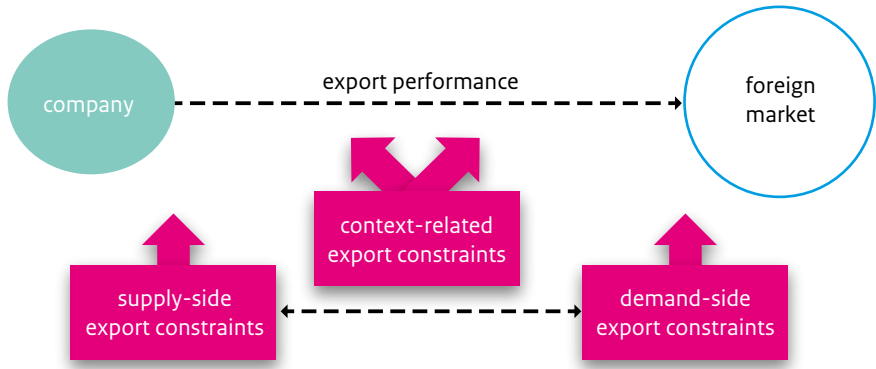 export performance
company
foreign
market
context-related
export constraints
supply-side
export constraints
demand-side
export constraints